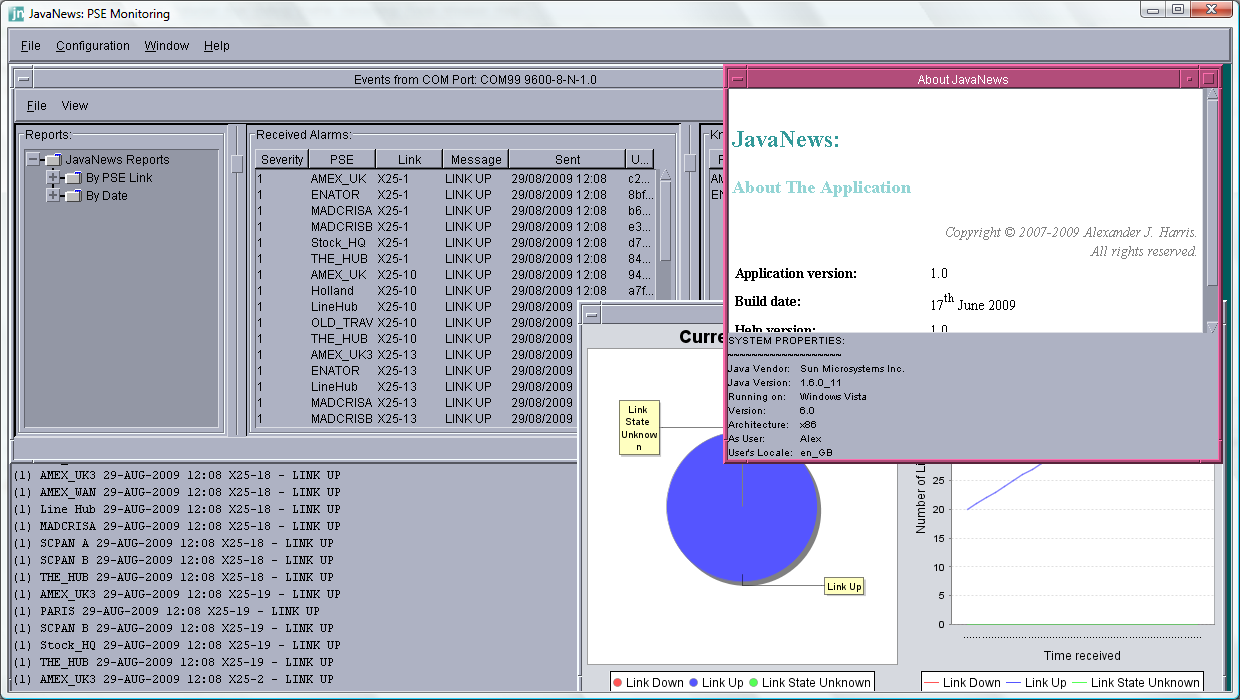 JavaNews: PSE Monitoring
File Configuration Window Help
Events from COM Port: COM99 9600-8-N-1.0
File View
Reports:
JavaNews Reports
By PSE Link
By Date
Received Alarms:
Severity PSE Link Message Sent U...
1 AMEX_UK X25-1 LINK UP 29/08/2009 12:08 c2...
1 ENATOR X25-1 LINK UP 29/08/2009 12:08 8bf...
1 MADCRISA X25-1 LINK UP 29/08/2009 12:08 b6...
1 MADCRISB X25-1 LINK UP 29/08/2009 12:08 e3...
1 Stock_HQ X25-1 LINK UP 29/08/2009 12:08 d7...
1 THE_HUB X25-1 LINK UP 29/08/2009 12:08 84...
1 AMEX_UK X25-10 LINK UP 29/08/2009 12:08 94...
1 Holland X25-10 LINK UP 29/08/2009 12:08 a7f...
1 LineHub X25-10 LINK UP 29/08/2009
1 OLD_TRAV X25-10 LINK UP 29/08/2009
1 THE_HUB X25-10 LINK UP 29/08/2009
1 AMEX_UK3 X25-13 LINK UP 29/08/2009
1 ENATOR X25-13 LINK UP 29/08/2009
1 LineHub X25-13 LINK UP 29/08/2009
1 MADCRISA X25-13 LINK UP 29/08/2009
1 MADCRISB X25-13 LINK UP 29/08/2009
(1) AMEX_UK3 29-AUG-2009 12:08 X25-18 - LINK UP
(1) AMEX_WAN 29-AUG-2009 12:08 X25-18 - LINK UP
(1) Line Hub 29-AUG-2009 12:08 X25-18 - LINK UP
(1) MADCRISA 29-AUG-2009 12:08 X25-18 - LINK UP
(1) SCPAN A 29-AUG-2009 12:08 X25-18 - LINK UP
(1) SCPAN B 29-AUG-2009 12:08 X25-18 - LINK UP
(1) THE_HUB 29-AUG-2009 12:08 X25-18 - LINK UP
(1) AMEX_UK3 29-AUG-2009 12:08 X25-19 - LINK UP
(1) PARIS 29-AUG-2009 12:08 X25-19 - LINK UP
(1) SCPAN B 29-AUG-2009 12:08 X25-19 - LINK UP
(1) Stock_HQ 29-AUG-2009 12:08 X25-19 - LINK UP
(1) THE_HUB 29-AUG-2009 12:08 X25-19 - LINK UP
(1) AMEX_UK3 29-AUG-2009 12:08 X25-2 - LINK UP
About JavaNews
JavaNews:
About The Application
Copyright © 2007-2009 Alexander J. Harris.
All rights reserved.
Application version: 1.0
Build date: 17th June 2009
Help version: 1.0
SYSTEM PROPERTIES:
~~~~~~~~~~~~~~~~~~~
Java Vendor: Sun Microsystems Inc.
Java Version: 1.6.0_11
Running on: Windows Vista
Version: 6.0
Architecture: x86
As User: Alex
User's Locale: en_GB
Link
State
Unknow
n
Link Up
Link Down Link Up Link State Unknown
Number of
25
20
15
10
5
0
Time received
Link Down Link Up Link State Unknown